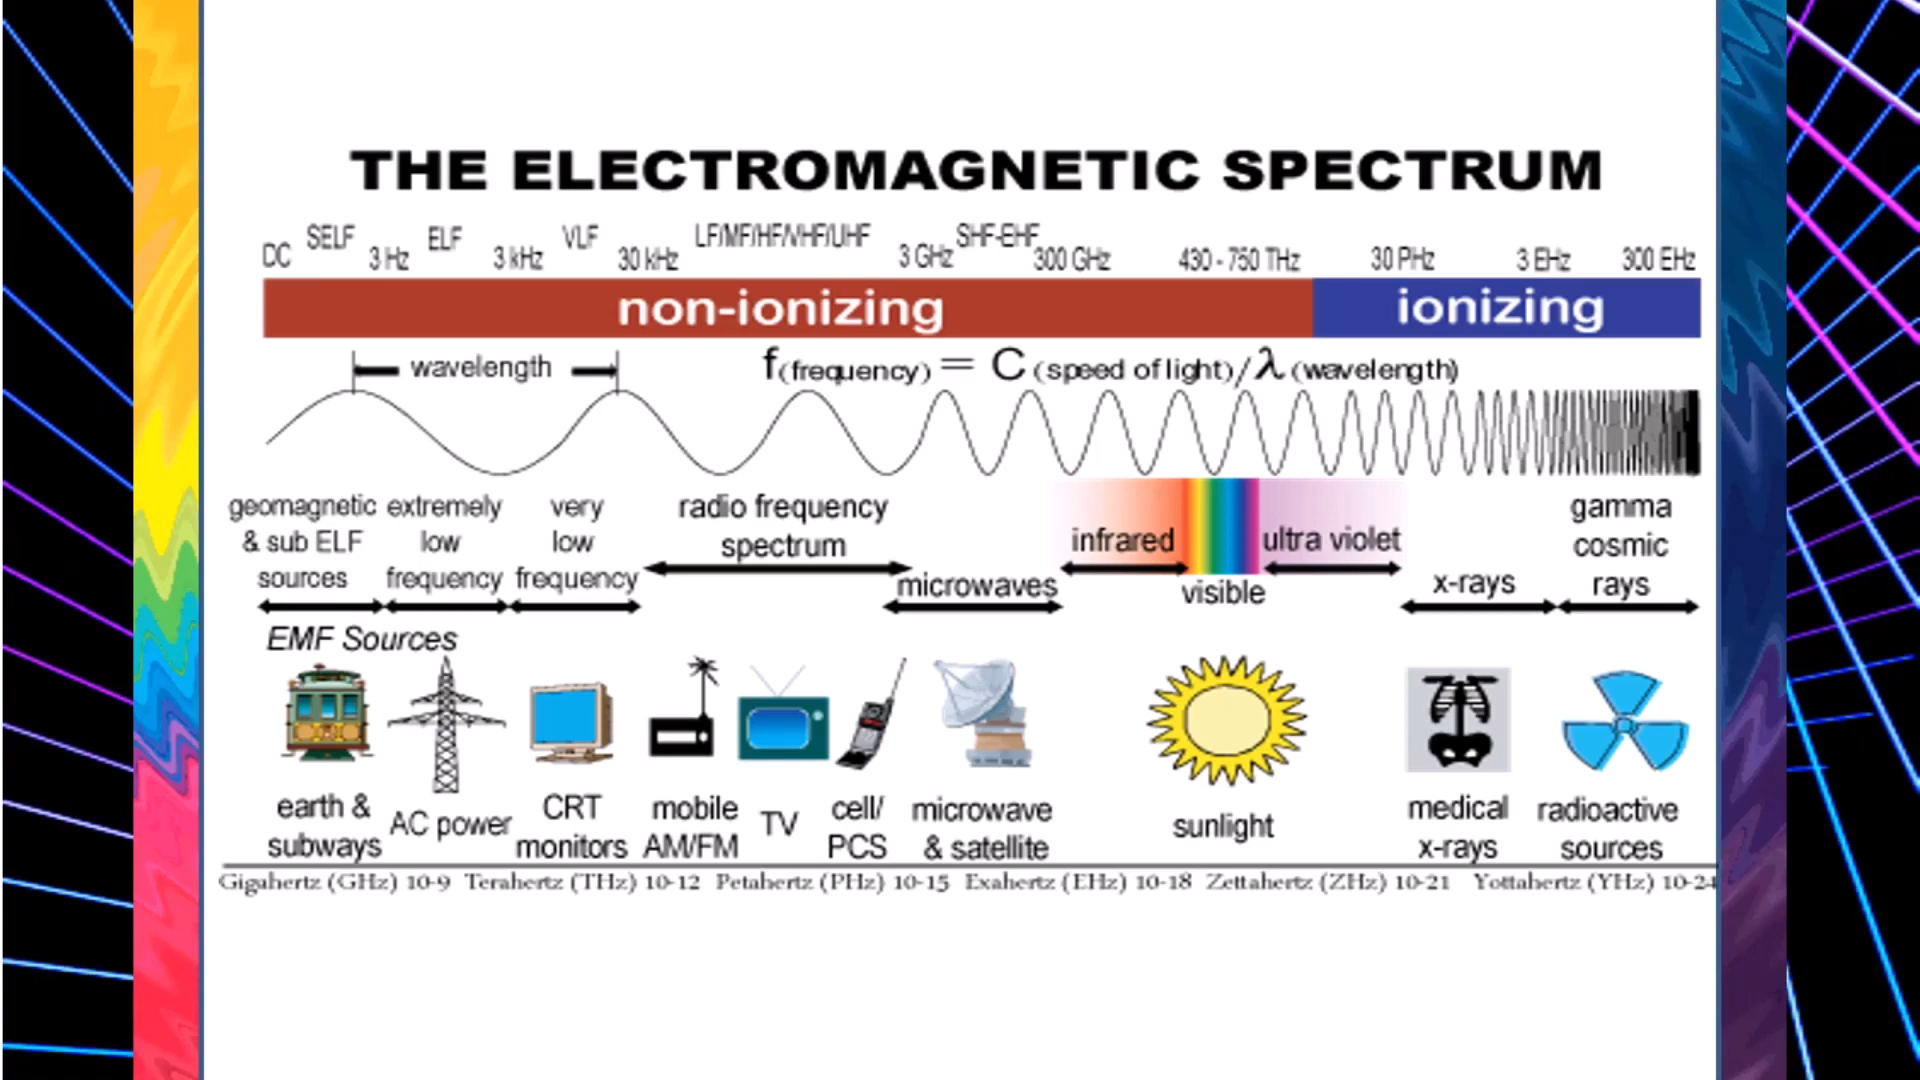 THE ELECTROMAGNETIC SPECTRUM
SELF ELF VLF LF/MF/HF/VHF/UHF SHF-EHF
DC 3 Hz 3 kHz 30 kHz 3 GHz 300 GHz 430 - 750 THz 30 PHz 3 EHz 300 EHz
non-ionizing ionizing
wavelength f(frequency) = C (speed of light) / λ (wavelength)
geomagnetic
& sub ELF
sources
extremely
low
frequency
very
low
frequency
radio frequency
spectrum
microwaves
infrared
visible
ultra violet
x-rays
gamma
cosmic
rays
EMF Sources
earth &
subways
AC power
CRT
monitors
mobile
AM/FM
TV
cell/
PCS
microwave
& satellite
sunlight
medical
x-rays
radioactive
sources
Gigahertz (GHz) 10-9 Terahertz (THz) 10-12 Petahertz (PHz) 10-15 Exahertz (EHz) 10-18 Zettahertz (ZHz) 10-21 Yottahertz (YHz) 10-24